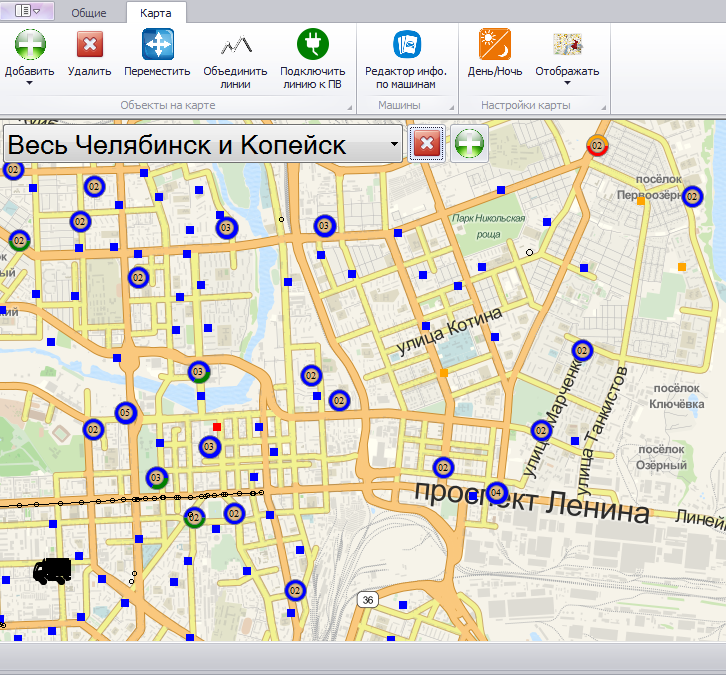 Общие
Карта
Добавить
Удалить
Переместить
Объединить
линии
Подключить
линию к ПВ
Редактор инфо.
по машинам
День/Ночь
Отображать
Объекты на карте
Машины
Настройки карты
Весь Челябинск и Копейск
02
02
посёлок
02
02
02
Парк Никольская
роща
03
03
02
02
улица Котина
02
03
02
02
посёлок
Ключёвка
05
02
улица Марченко
улица Танкистов
02
03
посёлок
Озёрный
02
03
проспект Ленина
04
02
02
Линей
02
36